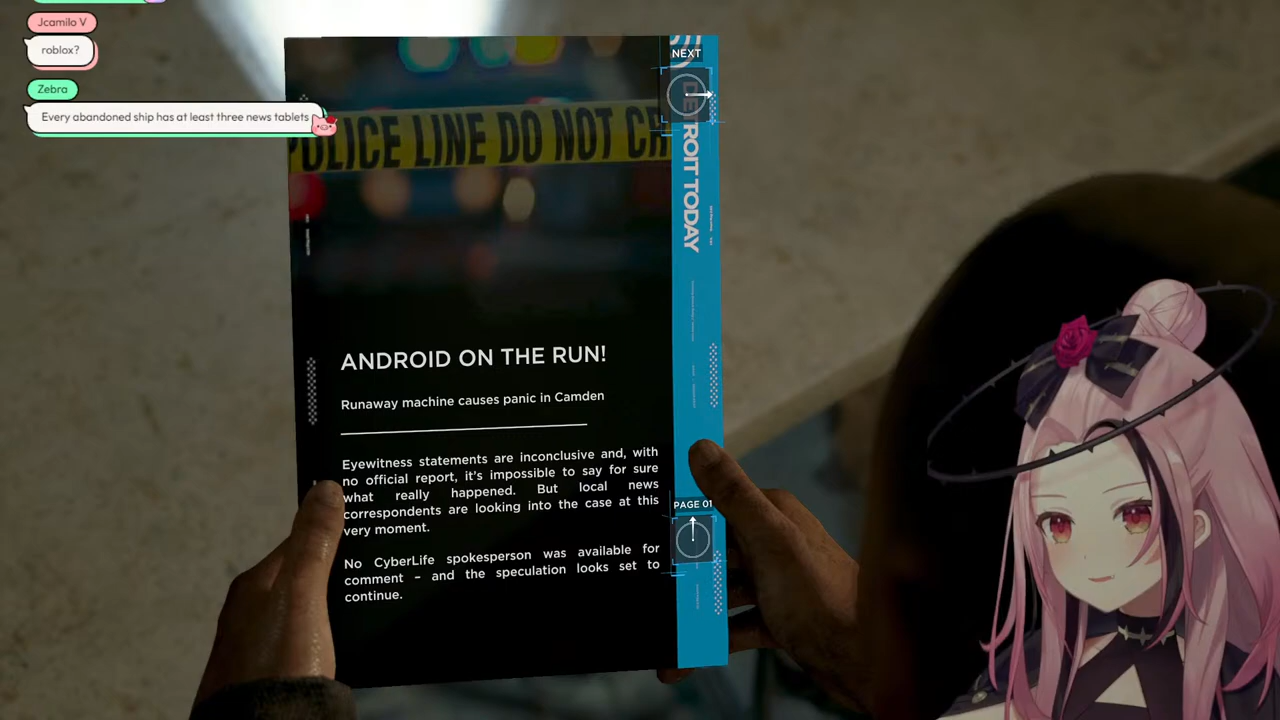 Jcamilo V
roblox?
Zebra
Every abandoned ship has at least three news tablets
NEXT
DETROIT TODAY
POLICE LINE DO NOT CR
ANDROID ON THE RUN!
Runaway machine causes panic in Camden
Eyewitness statements are inconclusive and, with
no official report, it's impossible to say for sure
what really happened. But local news
correspondents are looking into the case at this
very moment.
No CyberLife spokesperson was available for
comment – and the speculation looks set to
continue.
PAGE 01